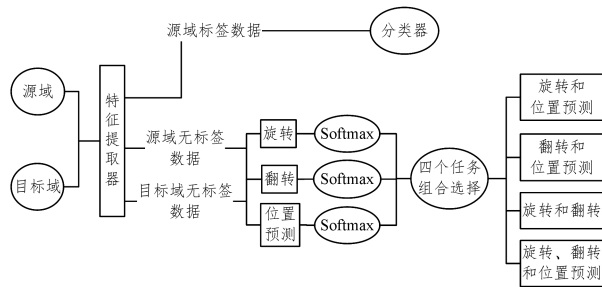 源域标签数据
分类器
源域
目标域
特征提取器
源域无标签
数据
目标域无标签
数据
旋转
翻转
位置
预测
Softmax
Softmax
Softmax
四个任务
组合选择
旋转和
位置预测
翻转和
位置预测
旋转和翻转
旋转、翻转
和位置预测